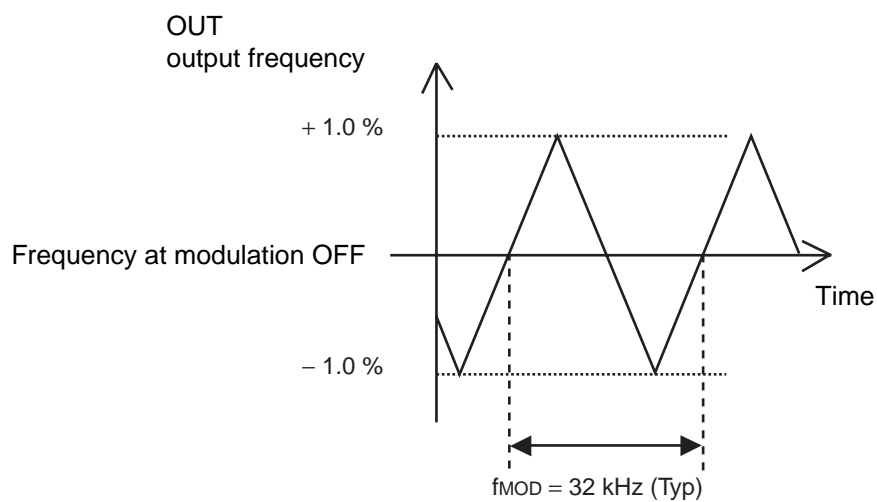 OUT
output frequency
+ 1.0 %
Frequency at modulation OFF
Time
− 1.0 %
fMOD = 32 kHz (Typ)